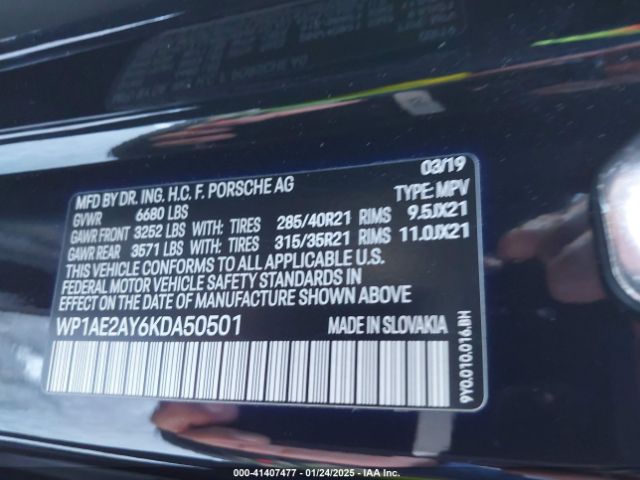 03/19
MFD BY DR. ING. H.C. F. PORSCHE AG TYPE: MPV
GVWR 6680 LBS
GAWR FRONT 3252 LBS WITH: TIRES 285/40R21 RIMS 9.5JX21
GAWR REAR 3571 LBS WITH: TIRES 315/35R21 RIMS 11.0JX21
THIS VEHICLE CONFORMS TO ALL APPLICABLE U.S.
FEDERAL MOTOR VEHICLE SAFETY STANDARDS IN
EFFECT ON THE DATE OF MANUFACTURE SHOWN ABOVE.
WP1AE2AY6KDA50501 MADE IN SLOVAKIA
9Y0.010.016.BH
000-41407477 - 01/24/2025 - IAA Inc.